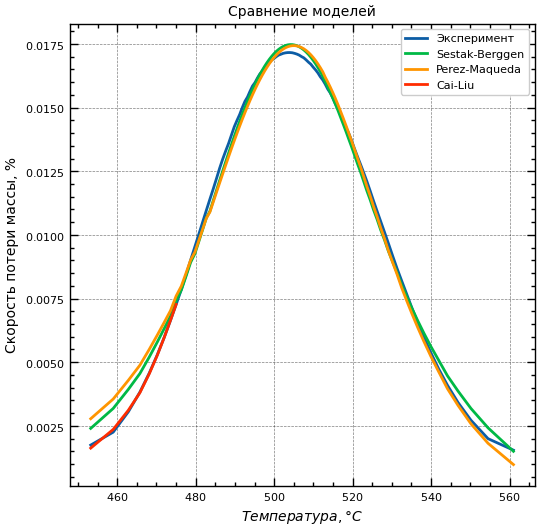 Сравнение моделей
Эксперимент
Sestak-Berggen
Perez-Maqueda
Cai-Liu
Скорость потери массы, %
0.0175
0.0150
0.0125
0.0100
0.0075
0.0050
0.0025
460 480 500 520 540 560
Температура, °C